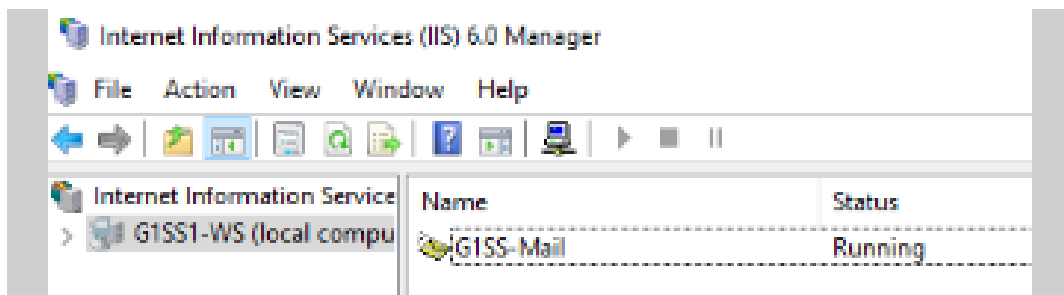 Internet Information Services (IIS) 6.0 Manager
File Action View Window Help
Internet Information Service Name Status
G1SS1-WS (local compu G1SS-Mail Running